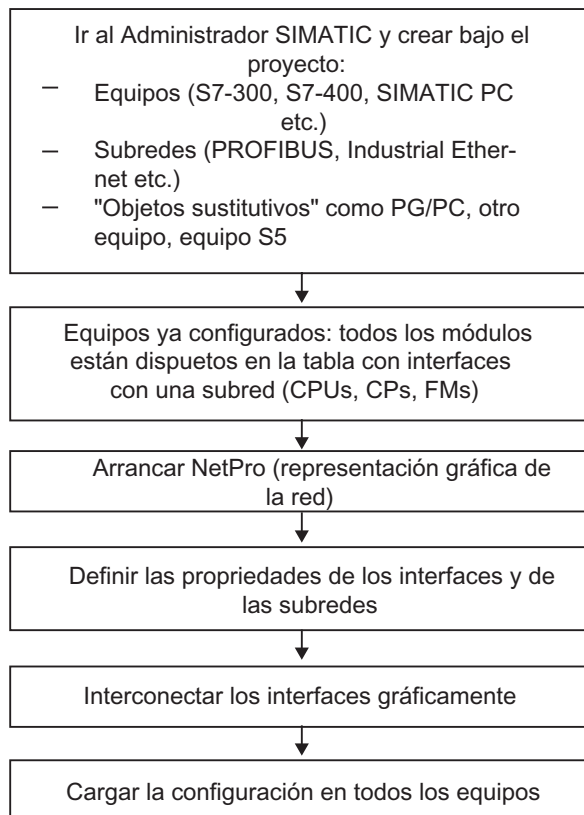 Ir al Administrador SIMATIC y crear bajo el
proyecto:
– Equipos (S7-300, S7-400, SIMATIC PC
etc.)
– Subredes (PROFIBUS, Industrial Ether-
net etc.)
– "Objetos sustitutivos" como PG/PC, otro
equipo, equipo S5
Equipos ya configurados: todos los módulos
están dispuetos en la tabla con interfaces
con una subred (CPUs, CPs, FMs)
Arrancar NetPro (representación gráfica de
la red)
Definir las propriedades de los interfaces y de
las subredes
Interconectar los interfaces gráficamente
Cargar la configuración en todos los equipos